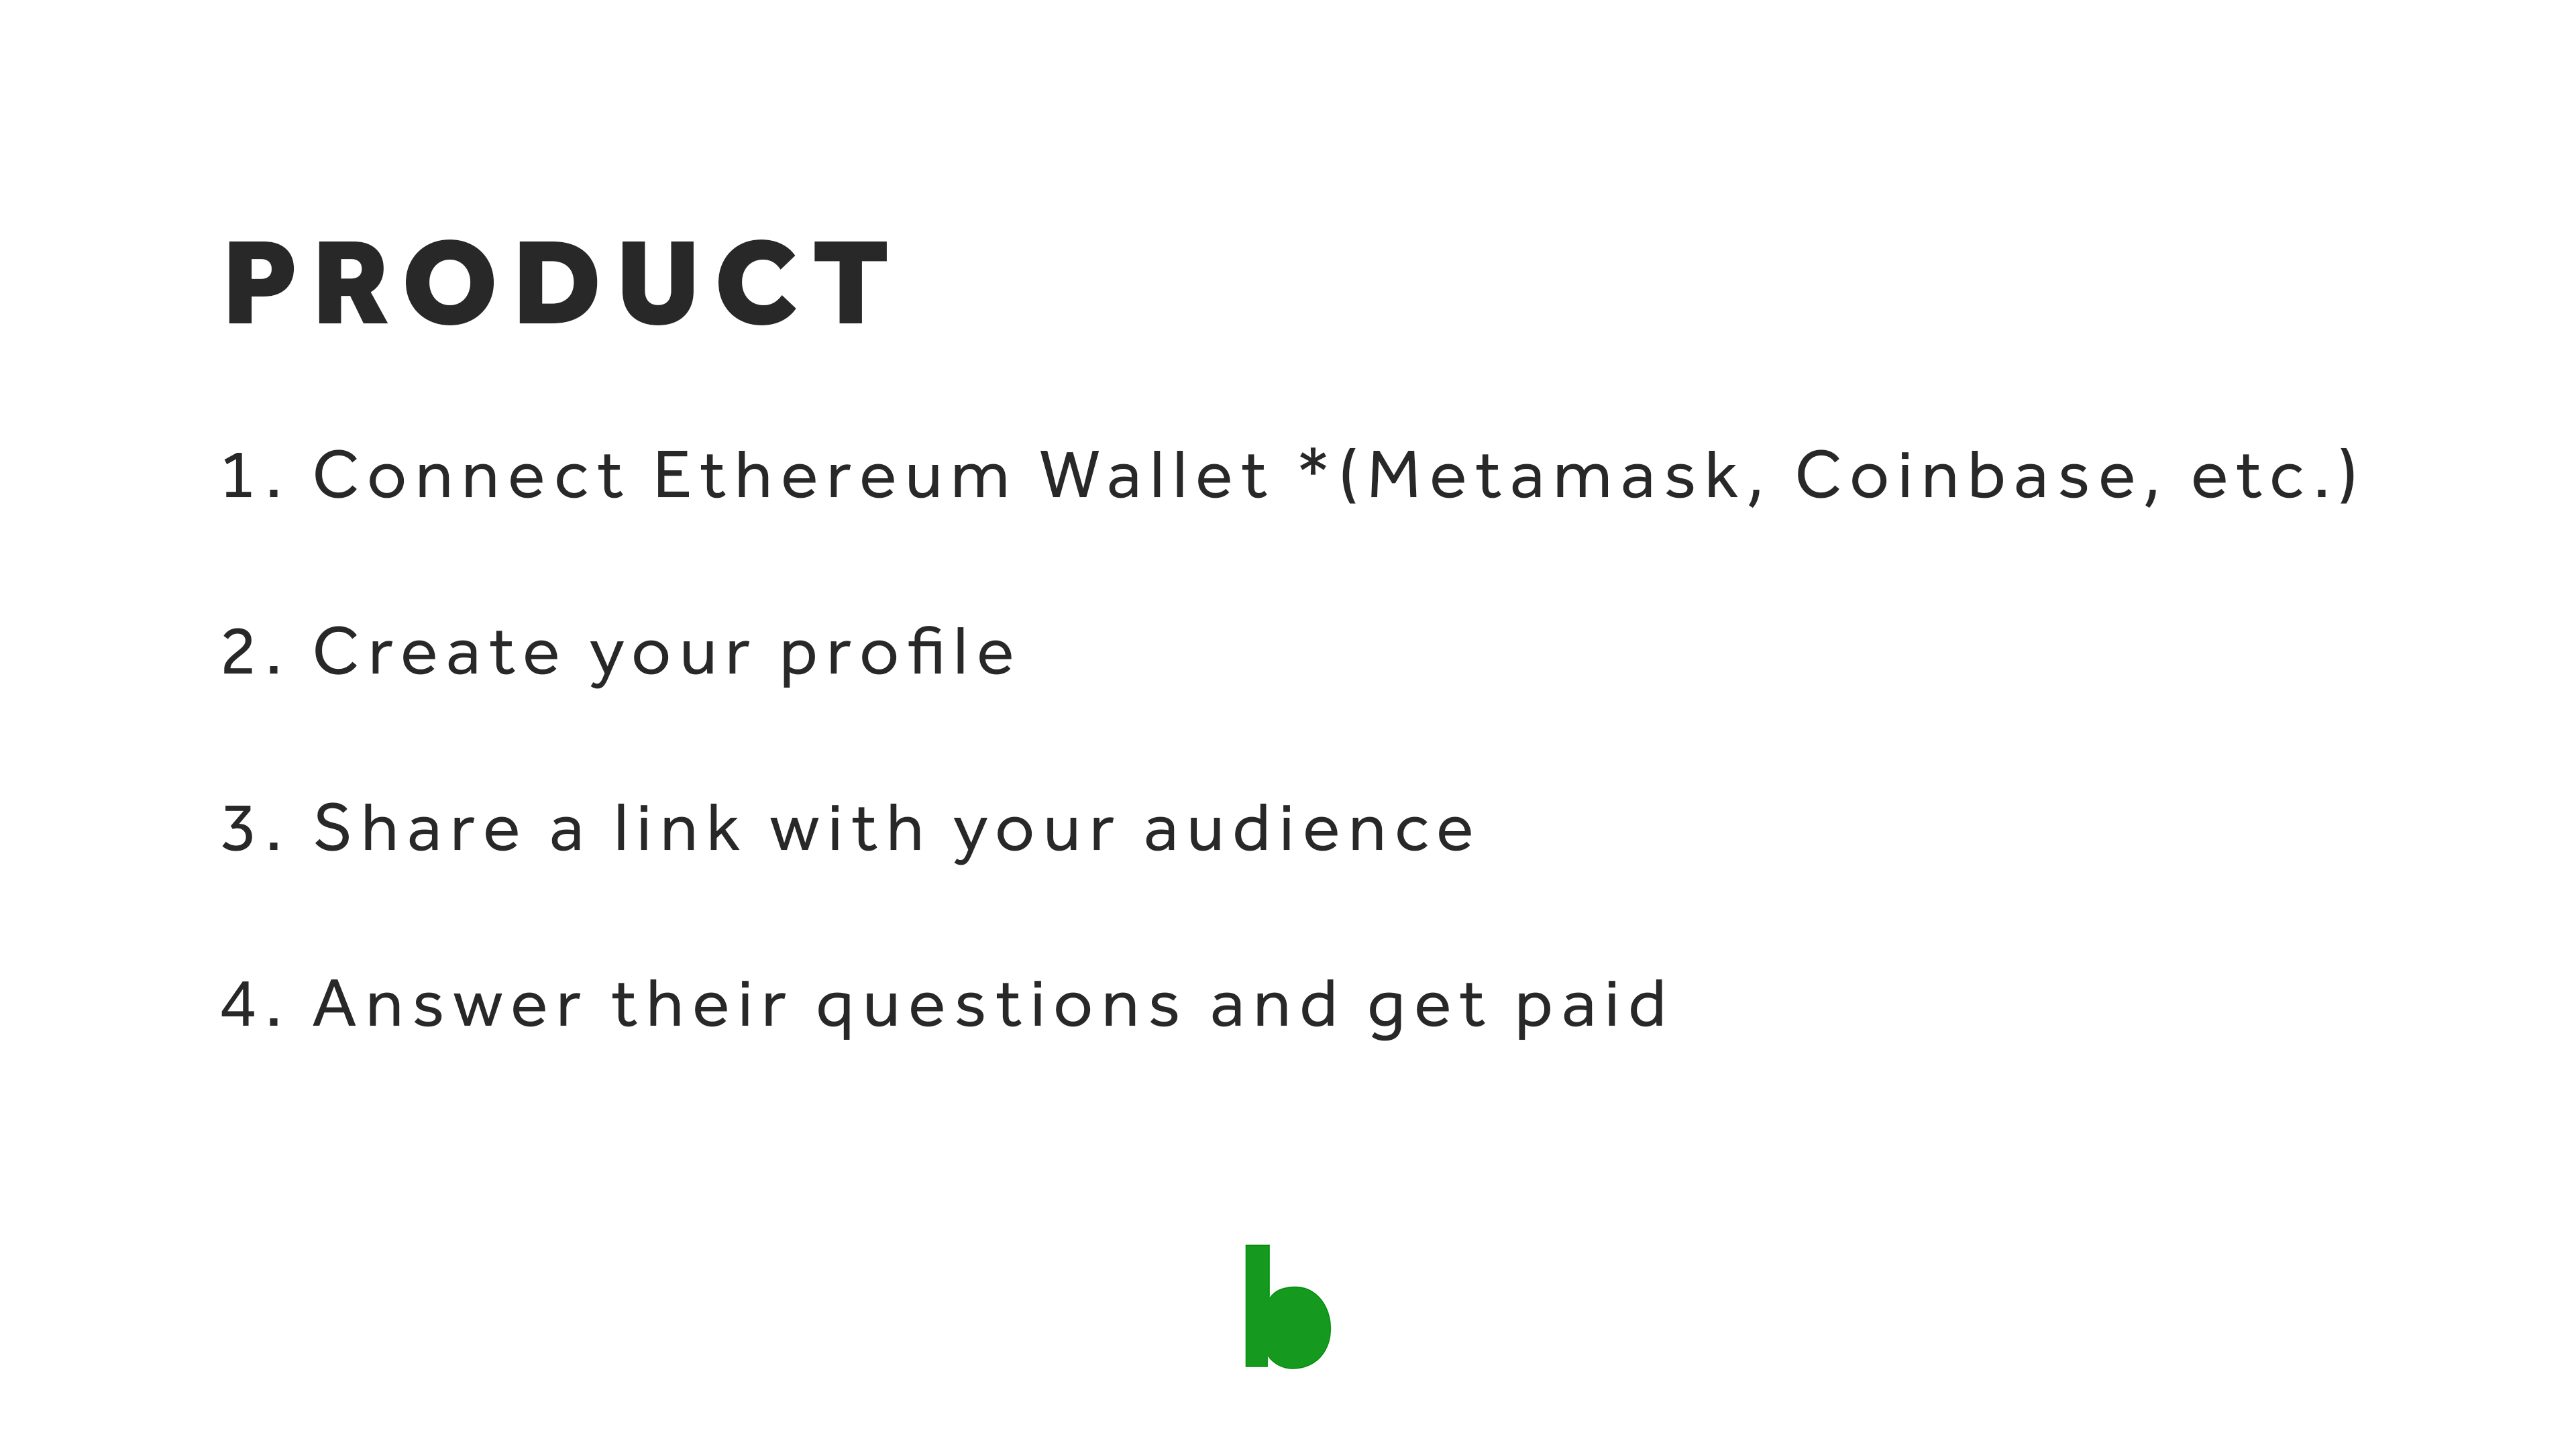 PRODUCT
1. Connect Ethereum Wallet *(Metamask, Coinbase, etc.)
2. Create your profile
3. Share a link with your audience
4. Answer their questions and get paid
b